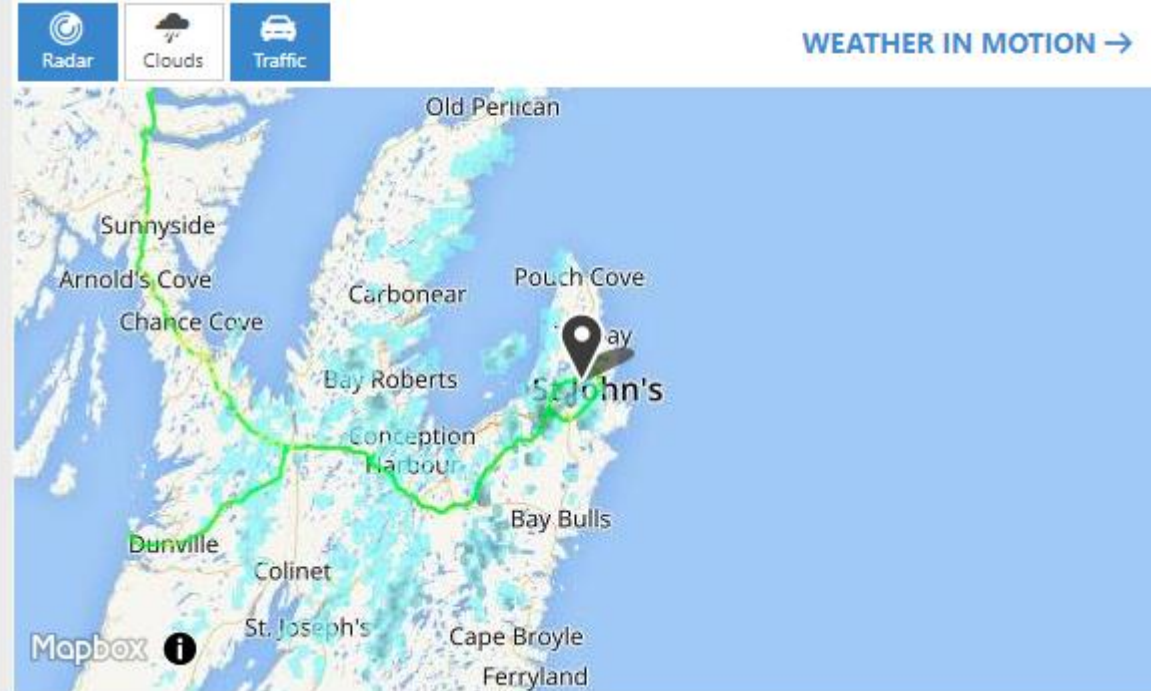 Radar
Clouds
Traffic
WEATHER IN MOTION →
Old Perlican
Sunnyside
Arnold's Cove
Pouch Cove
Carbonear
Chance Cove
ay
Bay Roberts
St John's
Conception
Harbour
Bay Bulls
Dunville
Colinet
St. Joseph's
Cape Broyle
Mapbox i
Ferryland